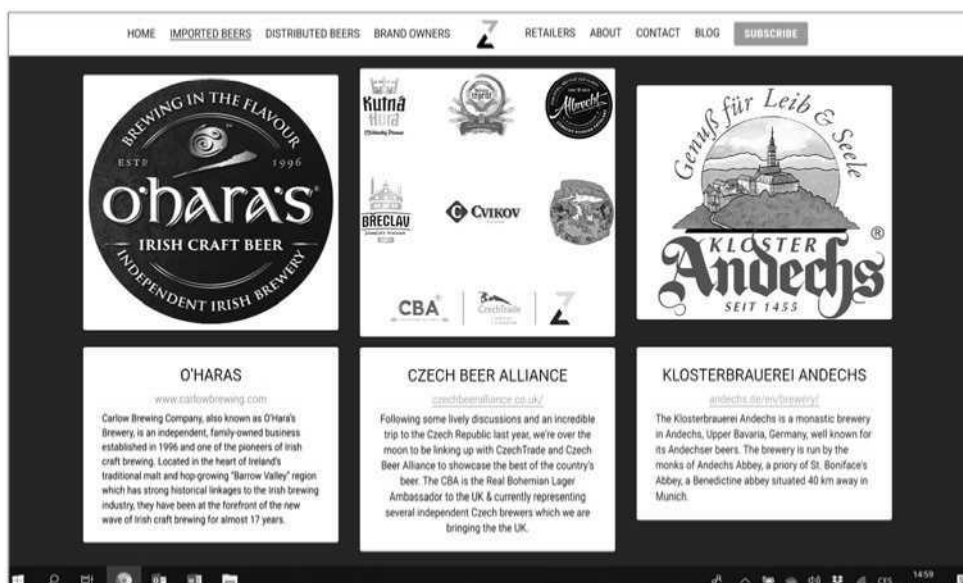 HOME IMPORTED BEERS DISTRIBUTED BEERS BRAND OWNERS Z RETAILERS ABOUT CONTACT BLOG SUBSCRIBE
BREWING IN THE FLAVOUR
ESTD 1996
O'HARA'S
IRISH CRAFT BEER
INDEPENDENT IRISH BREWERY
Kutná
Hora
Albrecht
BŘECLAV
CVIKOV
CBA
CzechTrade
Z
Genuß für Leib & Seele
KLOSTER
Andechs
®
SEIT 1455
O'HARAS
www.carlowbrewing.com
Carlow Brewing Company, also known as O'Hara's
Brewery, is an independent, family-owned business
established in 1996 and one of the pioneers of Irish
craft brewing. Located in the heart of Ireland's
traditional malt and hop-growing "Barrow Valley" region
which has strong historical linkages to the Irish brewing
industry, they have been at the forefront of the new
wave of Irish craft brewing for almost 17 years.
CZECH BEER ALLIANCE
czechbeeralliance.co.uk/
Following some lively discussions and an incredible
trip to the Czech Republic last year, we're over the
moon to be linking up with CzechTrade and Czech
Beer Alliance to showcase the best of the country's
beer. The CBA is the Real Bohemian Lager
Ambassador to the UK & currently representing
several independent Czech brewers which we are
bringing the the UK.
KLOSTERBRAUEREI ANDECHS
andechs.de/en/brewery/
The Klosterbrauerei Andechs is a monastic brewery
in Andechs, Upper Bavaria, Germany, well known for
its Andechser beers. The brewery is run by the
monks of Andechs Abbey, a priory of St. Boniface's
Abbey, a Benedictine abbey situated 40 km away in
Munich.
CES
14:59